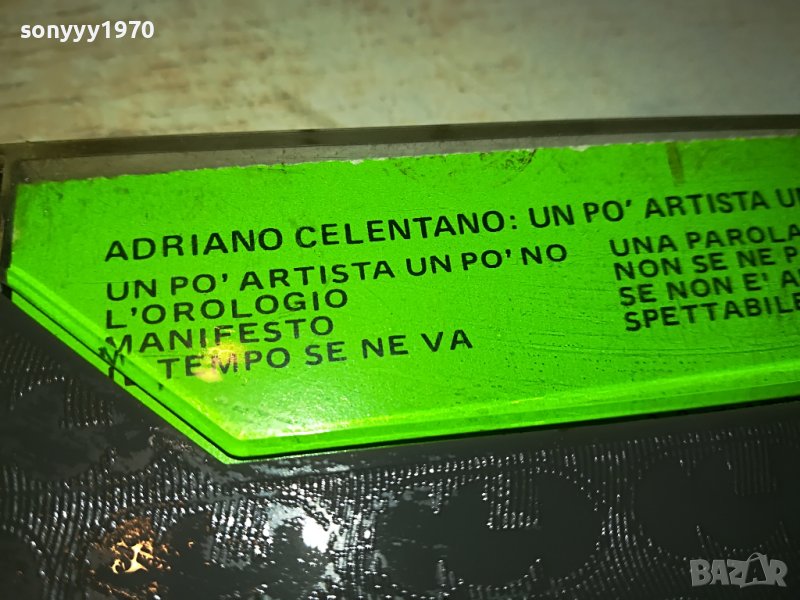 sonyyy1970
ADRIANO CELENTANO: UN PO' ARTISTA
UN PO' ARTISTA UN PO' NO
L'OROLOGIO
MANIFESTO
IL TEMPO SE NE VA
UNA PAROLA
NON SE NE
SE NON E'
SPETTABILE
BAZAR